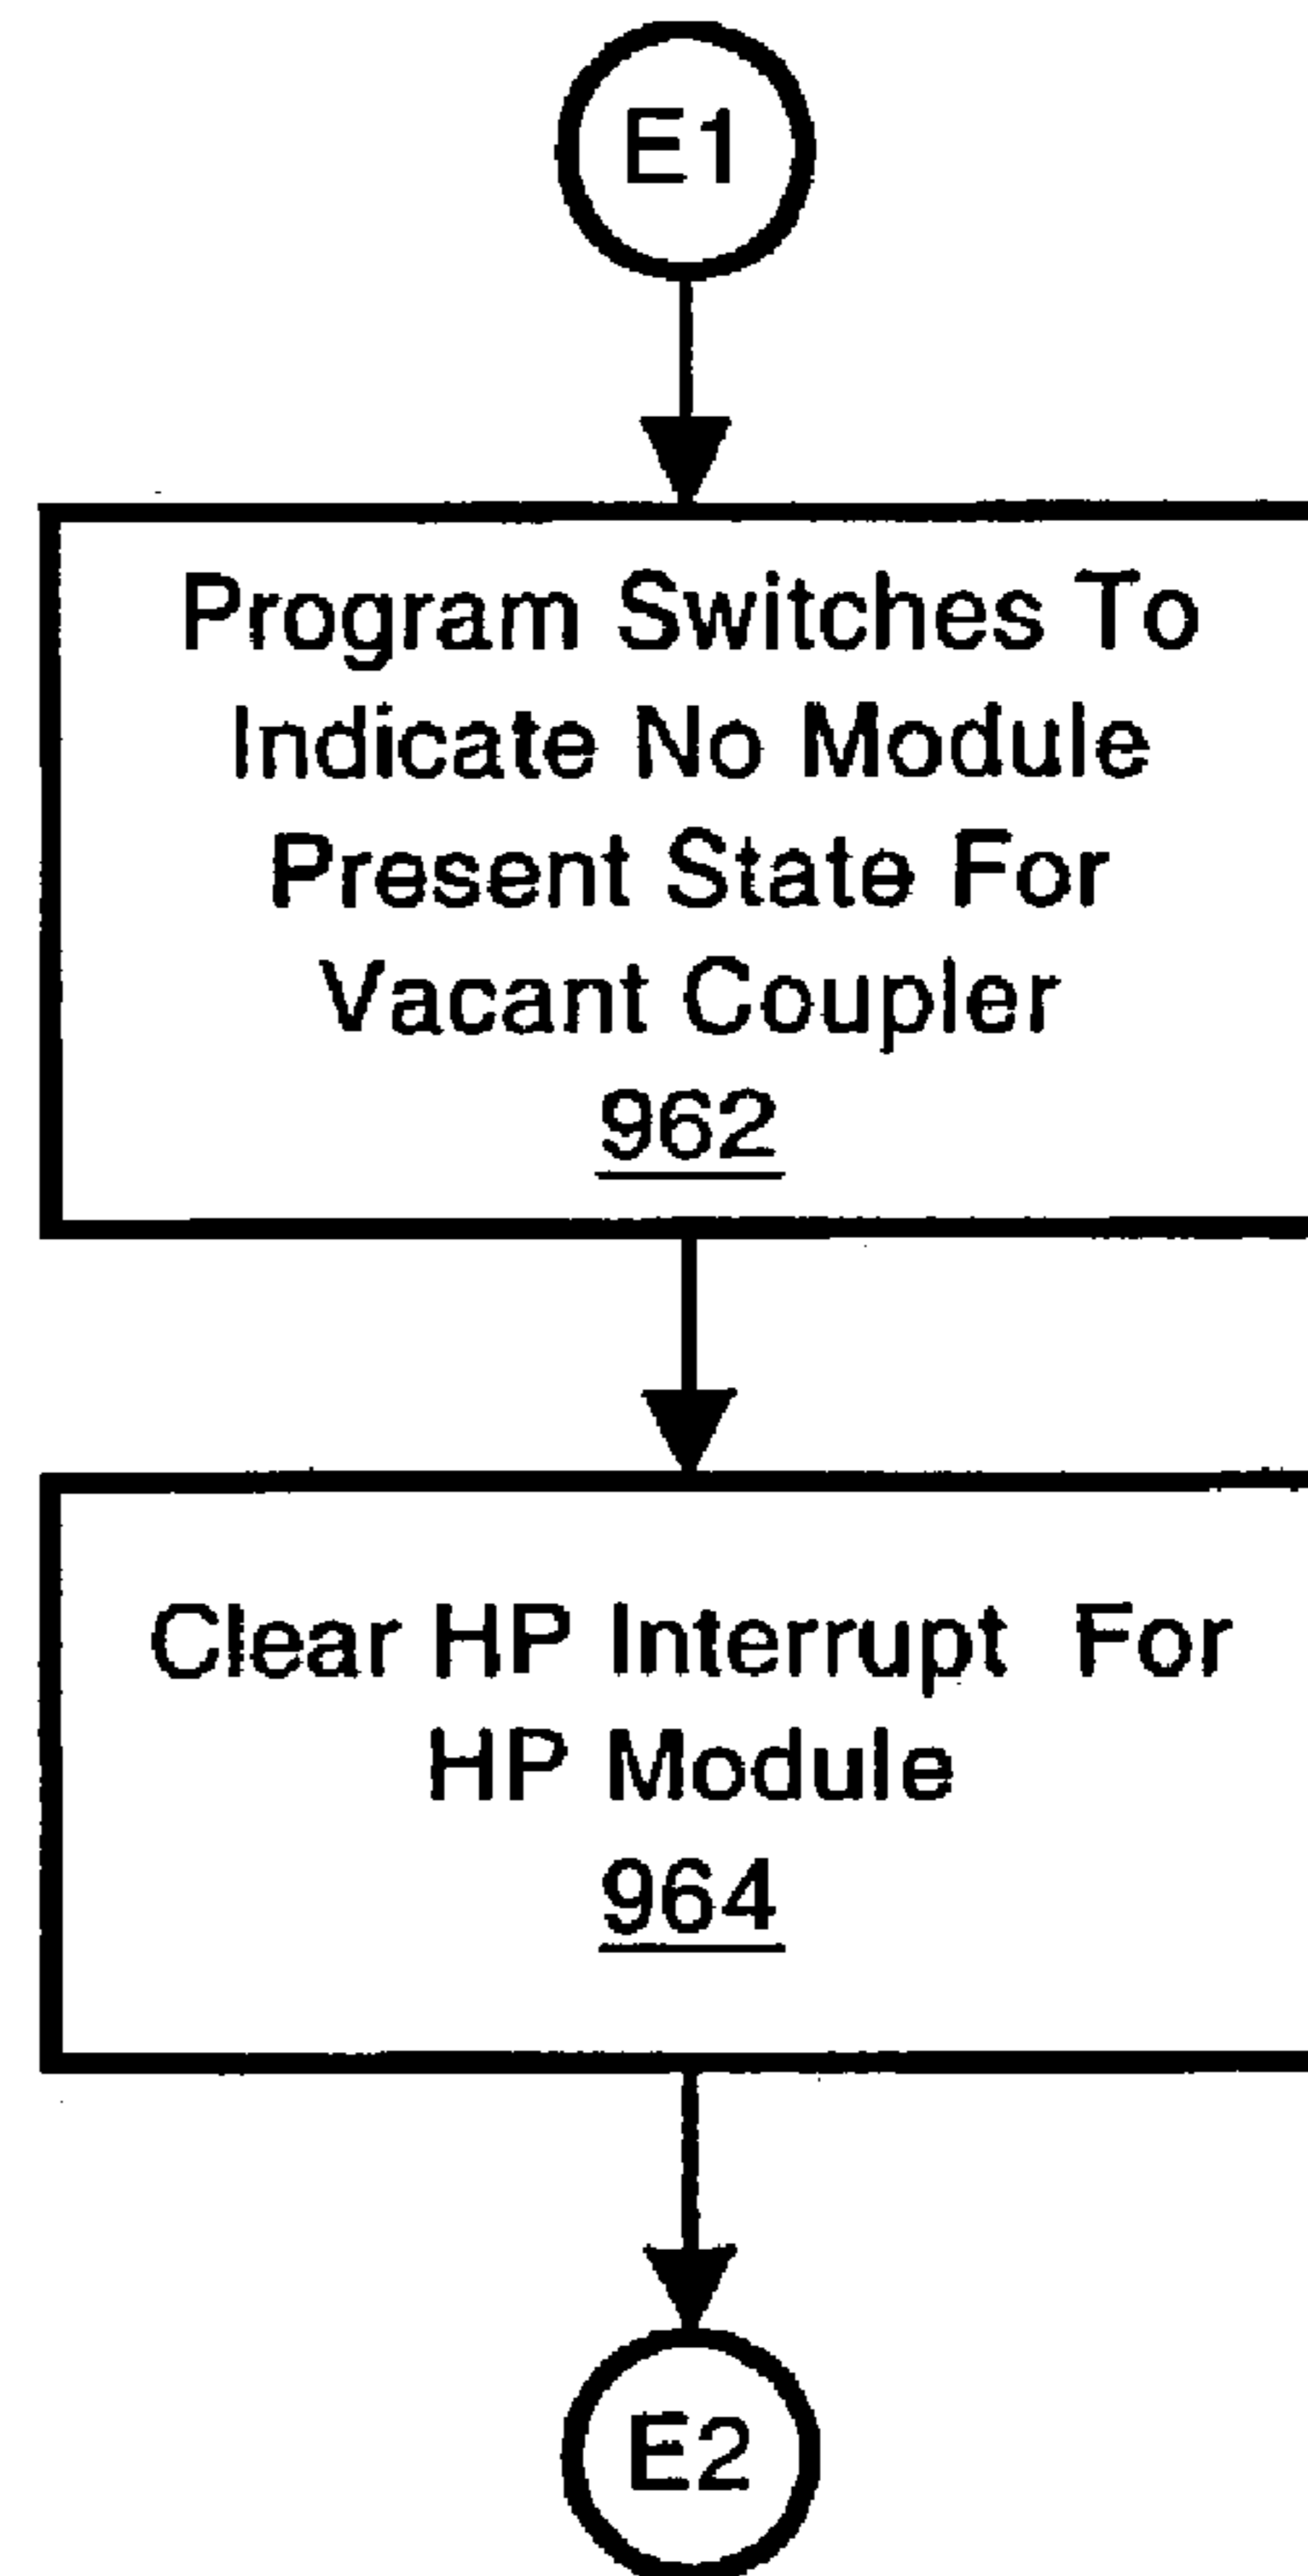 E1
Program Switches To
Indicate No Module
Present State For
Vacant Coupler
962
Clear HP Interrupt For
HP Module
964
E2